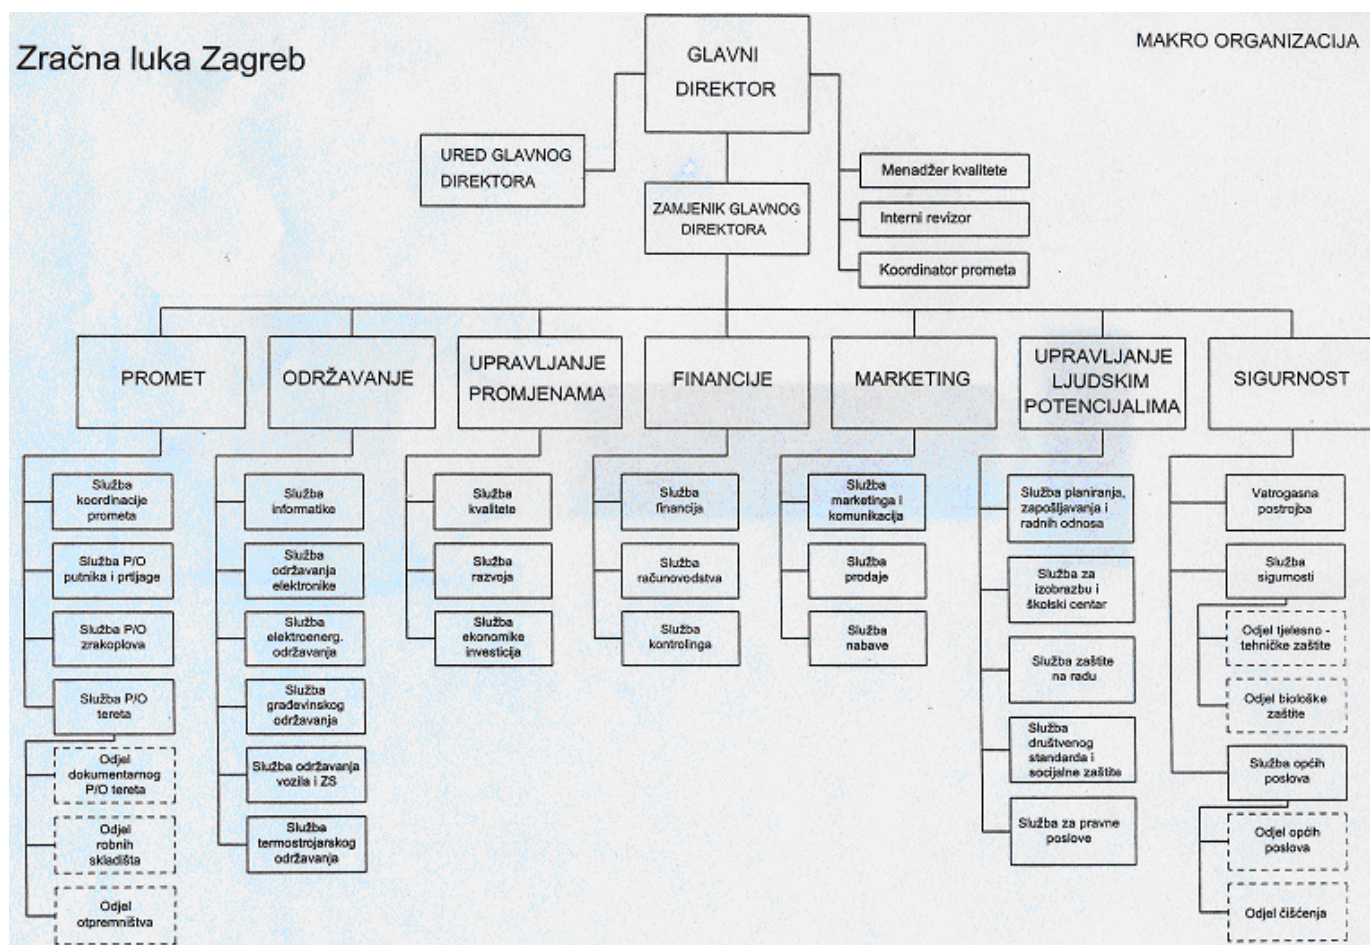 Zračna luka Zagreb
MAKRO ORGANIZACIJA
GLAVNI
DIREKTOR
URED GLAVNOG
DIREKTORA
ZAMJENIK GLAVNOG
DIREKTORA
Menadžer kvalitete
Interni revizor
Koordinator prometa
PROMET
ODRŽAVANJE
UPRAVLJANJE
PROMJENAMA
FINANCIJE
MARKETING
UPRAVLJANJE
LJUDSKIM
POTENCIJALIMA
SIGURNOST
Služba
koordinacije
prometa
Služba P/O
putnika i prtljage
Služba P/O
zrakoplova
Služba P/O
tereta
Odjel
dokumentarnog
P/O tereta
Odjel
robnih
skladišta
Odjel
otpremništva
Služba
informatike
Služba
održavanja
elektronike
Služba
elektroenerg.
održavanja
Služba
građevinskog
održavanja
Služba održavanja
vozila i ZS
Služba
termostrojarskog
održavanja
Služba
kvalitete
Služba
razvoja
Služba
ekonomike
investicija
Služba
financija
Služba
računovodstva
Služba
kontrolinga
Služba
marketinga i
komunikacija
Služba
prodaje
Služba
nabave
Služba planiranja,
zapošljavanja i
radnih odnosa
Služba za
izobrazbu i
školski centar
Služba zaštite
na radu
Služba
društvenog
standarda i
socijalne zaštite
Služba za pravne
poslove
Vatrogasna
postrojba
Služba
sigurnosti
Odjel tjelesno -
tehničke zaštite
Odjel biološke
zaštite
Služba općih
poslova
Odjel općih
poslova
Odjel čišćenja